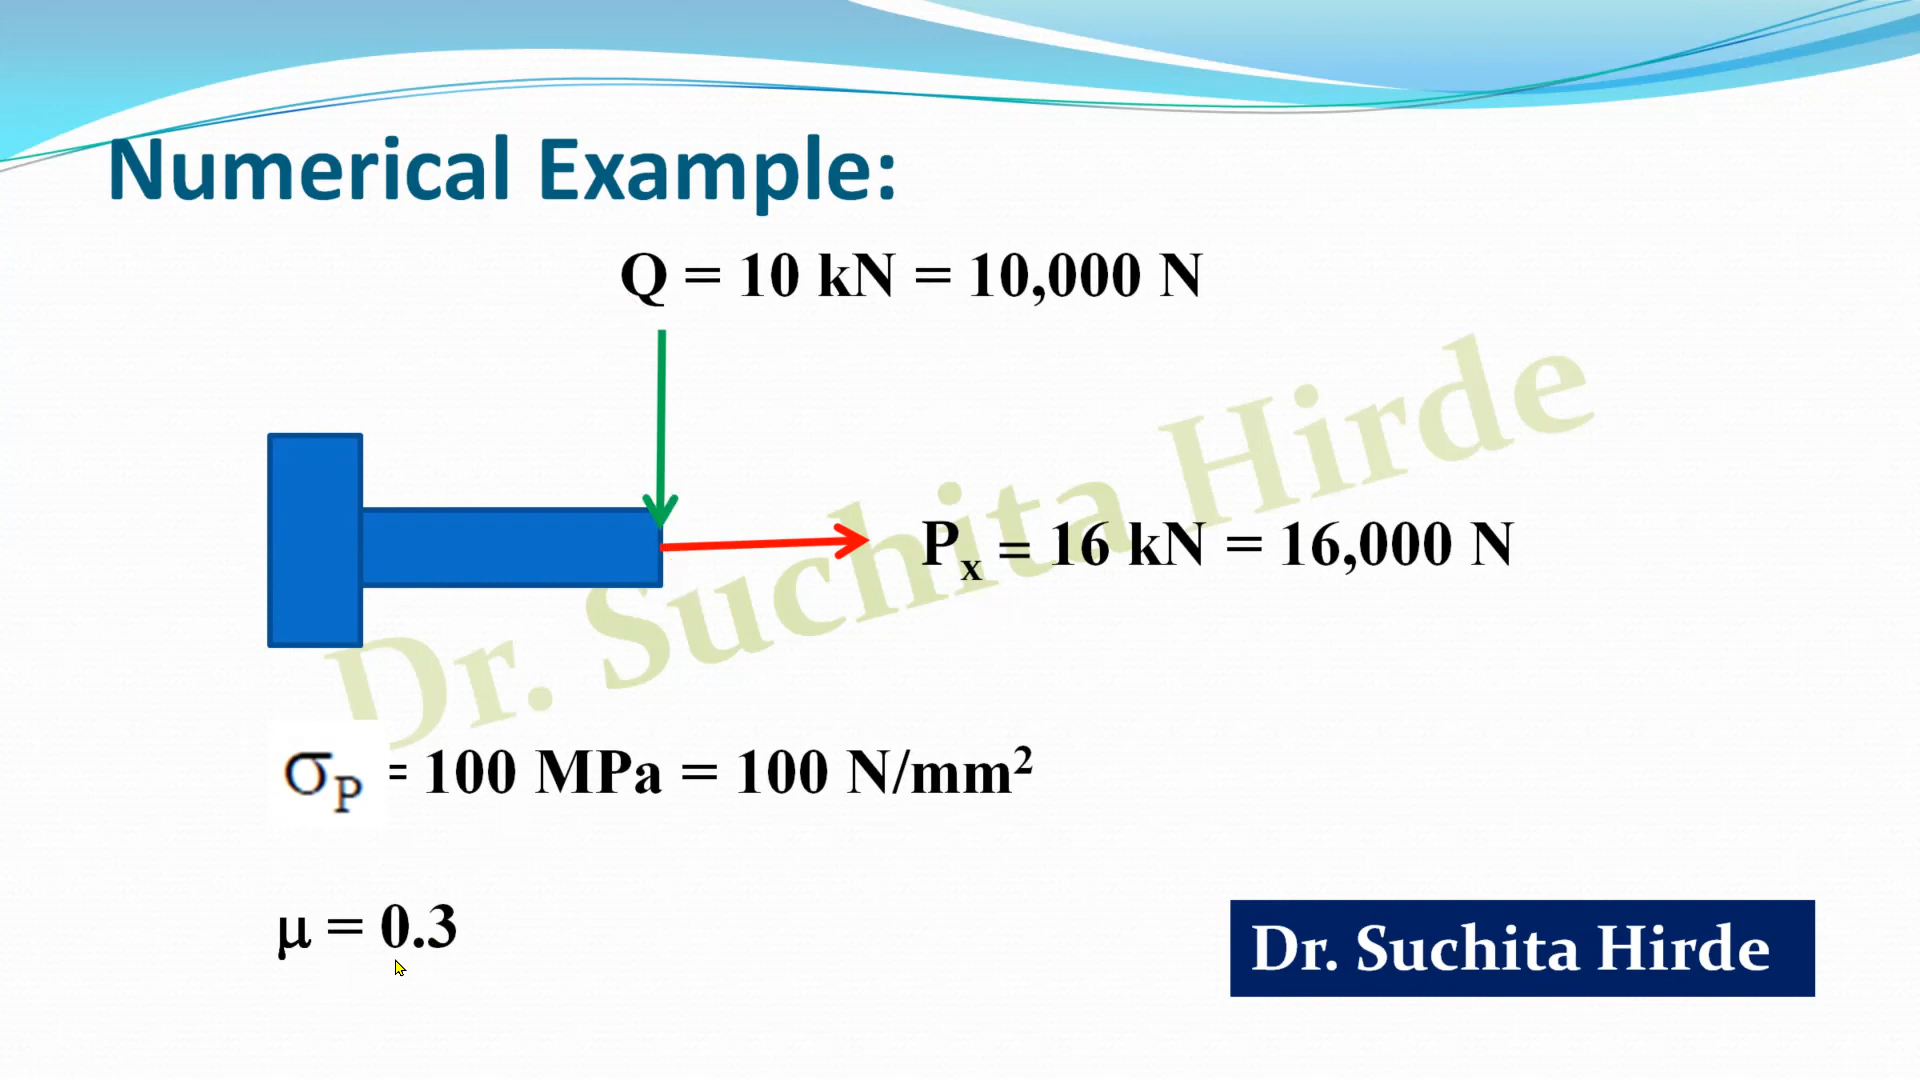 Numerical Example:
Q = 10 kN = 10,000 N
Pₓ = 16 kN = 16,000 N
Dr. Suchita Hirde
σ_P = 100 MPa = 100 N/mm²
μ = 0.3
Dr. Suchita Hirde